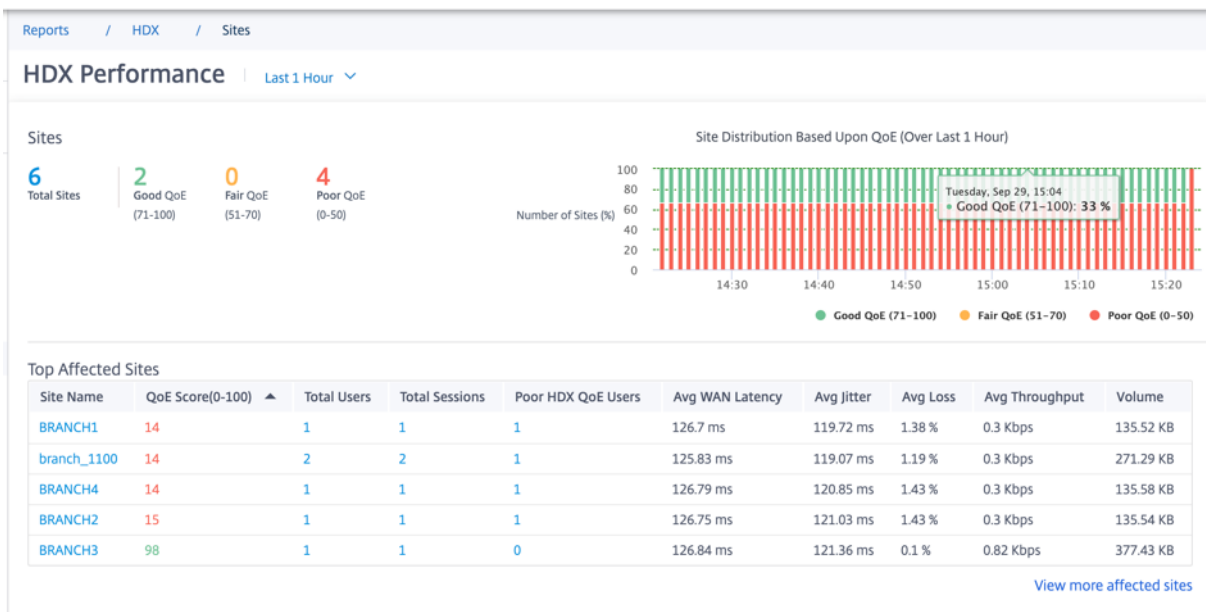 Reports / HDX / Sites
HDX Performance Last 1 Hour
Sites
6 2 0 4
Total Sites Good QoE Fair QoE Poor QoE
(71-100) (51-70) (0-50)
Site Distribution Based Upon QoE (Over Last 1 Hour)
Number of Sites (%)
100
80
60
40
20
0
Tuesday, Sep 29, 15:04
Good QoE (71-100): 33 %
14:30 14:40 14:50 15:00 15:10 15:20
Good QoE (71-100) Fair QoE (51-70) Poor QoE (0-50)
Top Affected Sites
Site Name QoE Score(0-100) Total Users Total Sessions Poor HDX QoE Users Avg WAN Latency Avg Jitter Avg Loss Avg Throughput Volume
BRANCH1 14 1 1 1 126.7 ms 119.72 ms 1.38 % 0.3 Kbps 135.52 KB
branch_1100 14 2 2 1 125.83 ms 119.07 ms 1.19 % 0.3 Kbps 271.29 KB
BRANCH4 14 1 1 1 126.79 ms 120.85 ms 1.43 % 0.3 Kbps 135.58 KB
BRANCH2 15 1 1 1 126.75 ms 121.03 ms 1.43 % 0.3 Kbps 135.54 KB
BRANCH3 98 1 1 0 126.84 ms 121.36 ms 0.1 % 0.82 Kbps 377.43 KB
View more affected sites